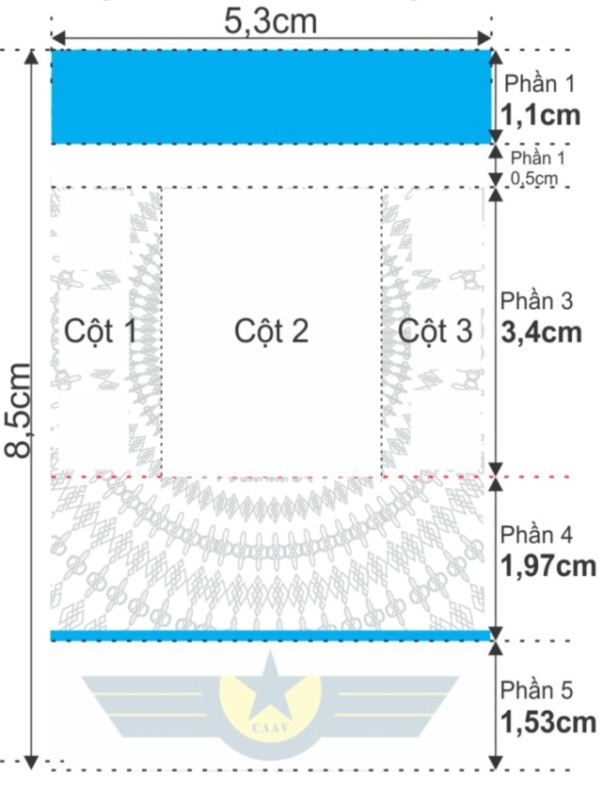 5,3cm
Phần 1
1,1cm
Phần 1
0,5cm
Phần 3
3,4cm
Cột 1
Cột 2
Cột 3
8,5cm
Phần 4
1,97cm
Phần 5
1,53cm
CAAV